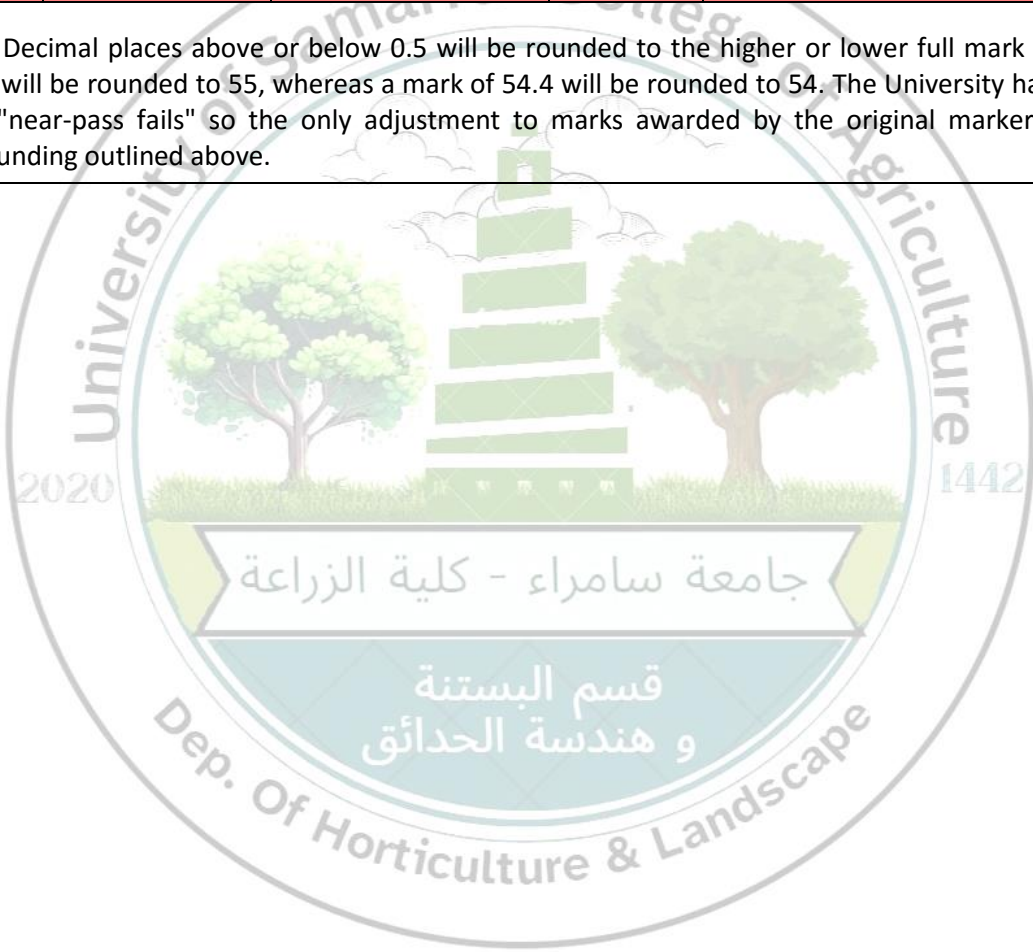 Decimal places above or below 0.5 will be rounded to the higher or lower full mark
will be rounded to 55, whereas a mark of 54.4 will be rounded to 54. The University ha
"near-pass fails" so the only adjustment to marks awarded by the original marker
unding outlined above.
University of Samarra College of Agriculture
2020
1442
جامعة سامراء - كلية الزراعة
قسم البستنة
و هندسة الحدائق
Dep. Of Horticulture & Landscape